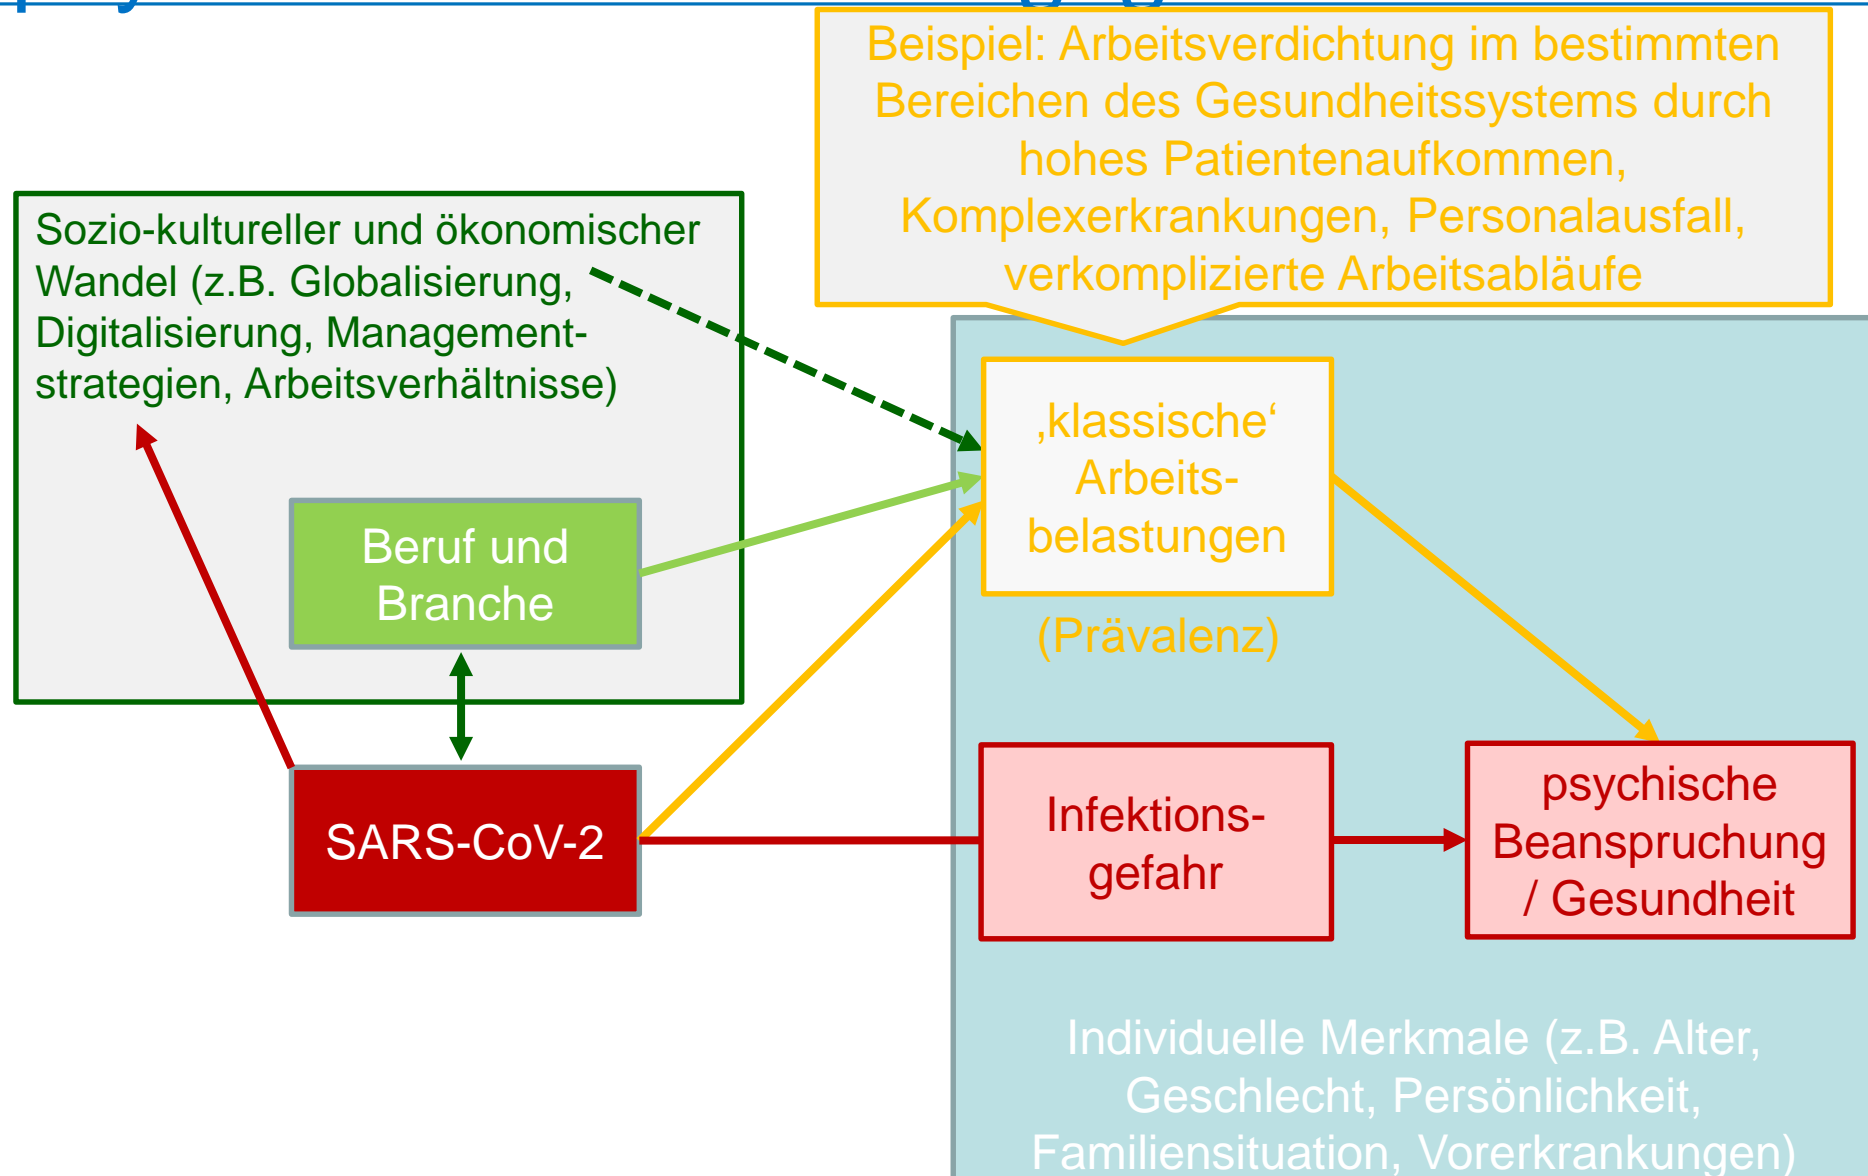 Beispiel: Arbeitsverdichtung im bestimmten
Bereichen des Gesundheitssystems durch
hohes Patientenaufkommen,
Komplexerkrankungen, Personalausfall,
verkomplizierte Arbeitsabläufe
Sozio-kultureller und ökonomischer
Wandel (z.B. Globalisierung,
Digitalisierung, Management-
strategien, Arbeitsverhältnisse)
‚klassische‘
Arbeits-
belastungen
(Prävalenz)
Beruf und
Branche
SARS-CoV-2
Infektions-
gefahr
psychische
Beanspruchung
/ Gesundheit
Individuelle Merkmale (z.B. Alter,
Geschlecht, Persönlichkeit,
Familiensituation, Vorerkrankungen)